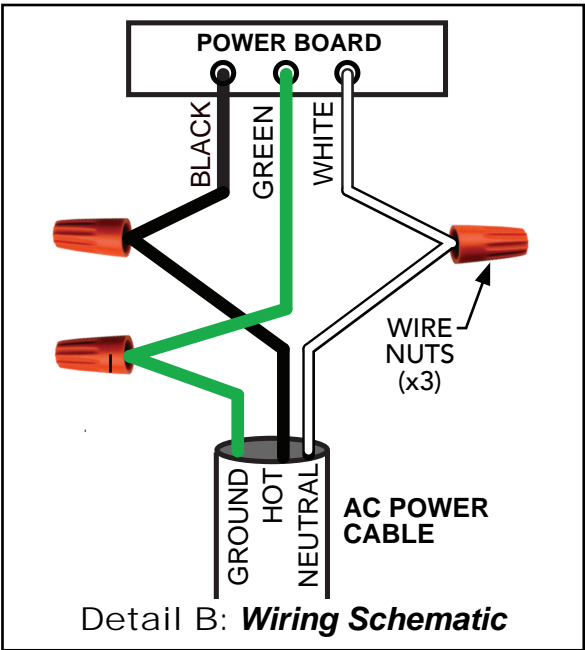 POWER BOARD
BLACK
GREEN
WHITE
WIRE
NUTS
(x3)
GROUND
HOT
NEUTRAL
AC POWER
CABLE
Detail B: Wiring Schematic